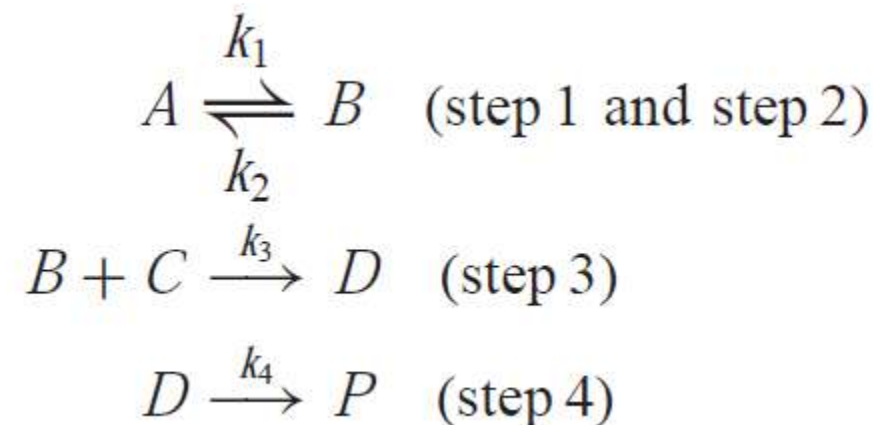 k₁
A ⇌ B (step 1 and step 2)
k₂
k₃
B + C ⟶ D (step 3)
k₄
D ⟶ P (step 4)